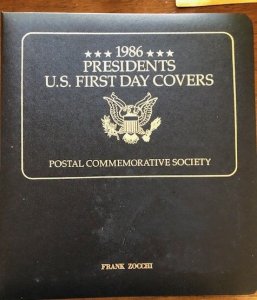 ★★★ 1986 ★★★
PRESIDENTS
U.S. FIRST DAY COVERS
POSTAL COMMEMORATIVE SOCIETY
FRANK ZOCCHI